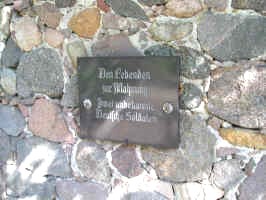 Den Lebenden
zur Mahnung
Zwei unbekannte
Deutsche Soldaten